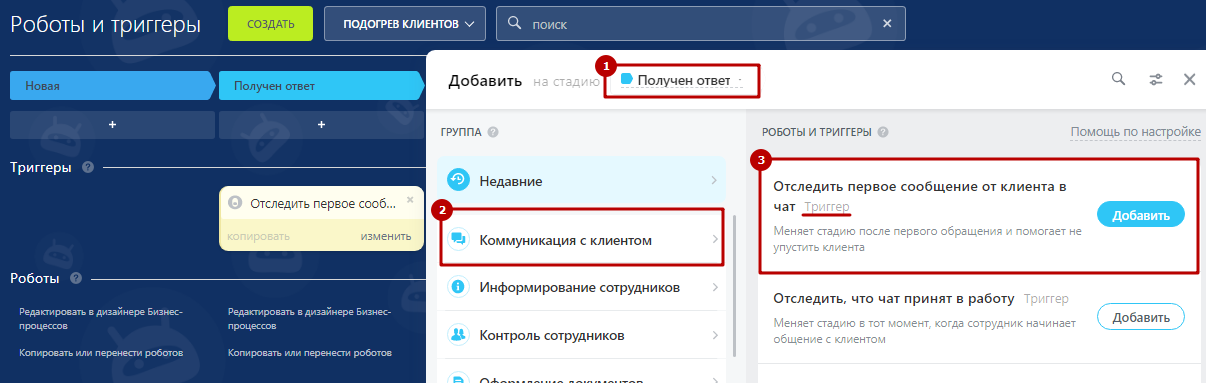 Роботы и триггеры
СОЗДАТЬ
ПОДОГРЕВ КЛИЕНТОВ
поиск
Новая
Получен ответ
+
+
Триггеры ?
Отследить первое сооб...
копировать
изменить
Роботы ?
Редактировать в дизайнере Бизнес-
процессов
Редактировать в дизайнере Бизнес-
процессов
Копировать или перенести роботов
Копировать или перенести роботов
Добавить на стадию
1
Получен ответ
ГРУППА ?
Недавние
2
Коммуникация с клиентом
Информирование сотрудников
Контроль сотрудников
Оформление документов
РОБОТЫ И ТРИГГЕРЫ ?
Помощь по настройке
3
Отследить первое сообщение от клиента в
чат Триггер
Добавить
Меняет стадию после первого обращения и помогает не
упустить клиента
Отследить, что чат принят в работу Триггер
Добавить
Меняет стадию в тот момент, когда сотрудник начинает
общение с клиентом